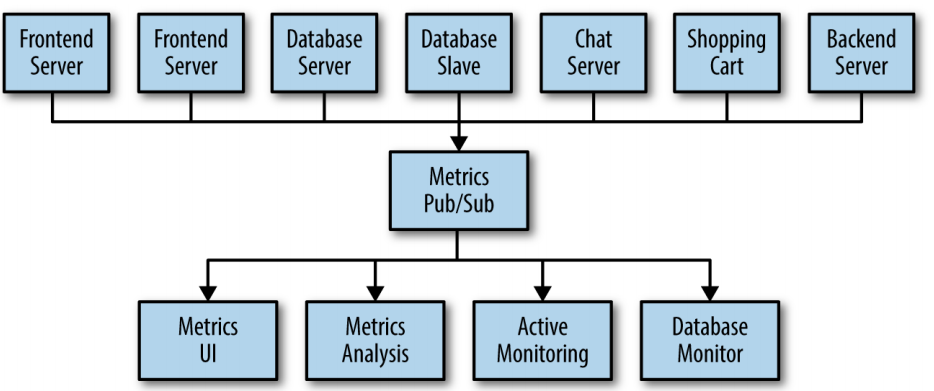 Frontend
Server
Frontend
Server
Database
Server
Database
Slave
Chat
Server
Shopping
Cart
Backend
Server
Metrics
Pub/Sub
Metrics
UI
Metrics
Analysis
Active
Monitoring
Database
Monitor